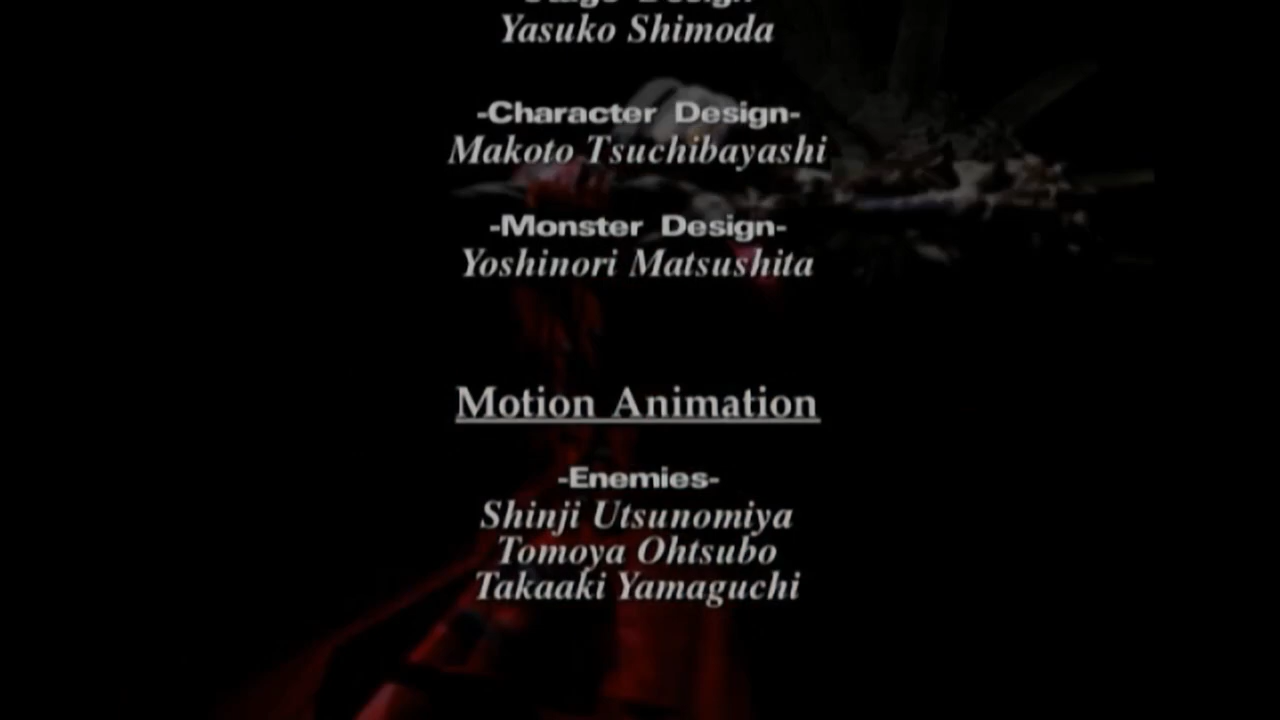 Yasuko Shimoda
-Character Design-
Makoto Tsuchibayashi
-Monster Design-
Yoshinori Matsushita
Motion Animation
-Enemies-
Shinji Utsunomiya
Tomoya Ohtsubo
Takaaki Yamaguchi